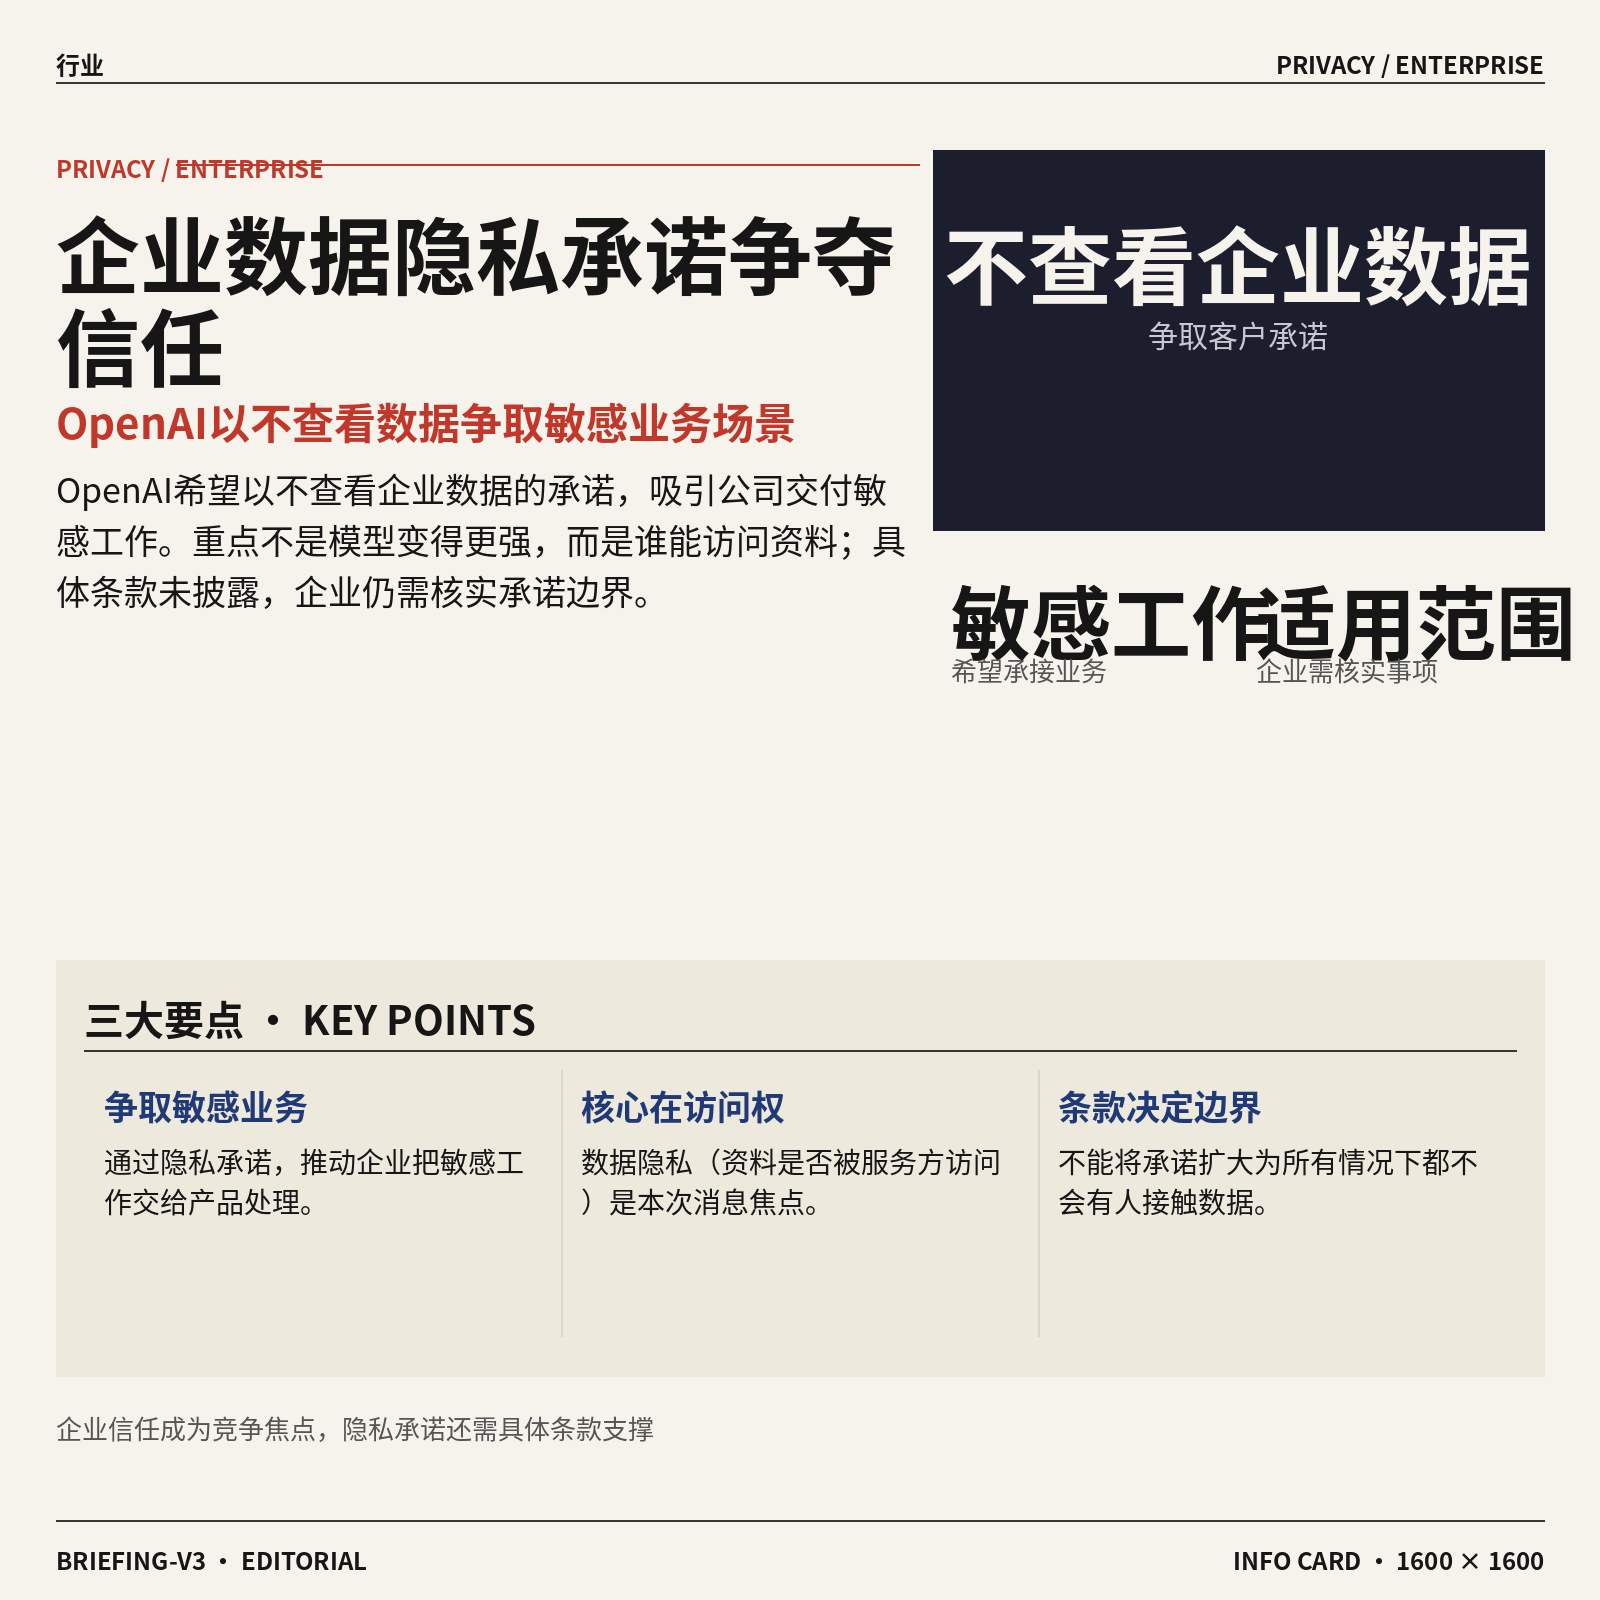 行业
PRIVACY / ENTERPRISE
PRIVACY / ENTERPRISE
企业数据隐私承诺争夺
信任
OpenAI以不查看数据争取敏感业务场景
OpenAI希望以不查看企业数据的承诺，吸引公司交付敏
感工作。重点不是模型变得更强，而是谁能访问资料；具
体条款未披露，企业仍需核实承诺边界。
不查看企业数据
争取客户承诺
敏感工作
希望承接业务
适用范围
企业需核实事项
三大要点 • KEY POINTS
争取敏感业务
通过隐私承诺，推动企业把敏感工
作交给产品处理。
核心在访问权
数据隐私（资料是否被服务方访问
）是本次消息焦点。
条款决定边界
不能将承诺扩大为所有情况下都不
会有人接触数据。
企业信任成为竞争焦点，隐私承诺还需具体条款支撑
BRIEFING-V3 • EDITORIAL
INFO CARD • 1600 × 1600